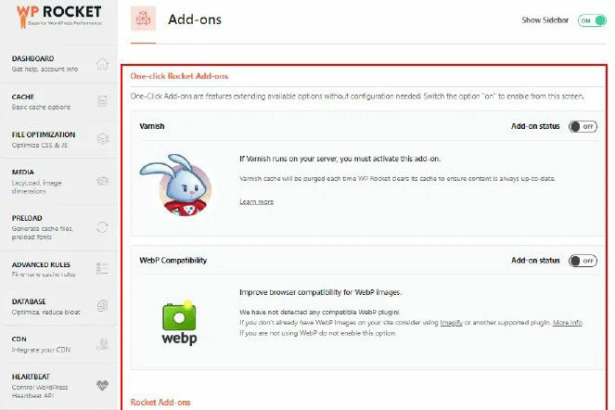 WP ROCKET
Superior WordPress Performance
Add-ons
Show Sidebar
ON
DASHBOARD
Get help, account info
CACHE
Basic cache options
FILE OPTIMIZATION
Optimize CSS & JS
MEDIA
LazyLoad, image
dimensions
PRELOAD
Generate cache files,
preload fonts
ADVANCED RULES
Fine-tune cache rules
DATABASE
Optimize, reduce bloat
CDN
Integrate your CDN
HEARTBEAT
Control WordPress
Heartbeat API
One-click Rocket Add-ons
One-Click Add-ons are features extending available options without configuration needed. Switch the option "on" to enable from this screen.
Varnish
Add-on status
OFF
If Varnish runs on your server, you must activate this add-on.
Varnish cache will be purged each time WP Rocket clears its cache to ensure content is always up-to-date.
Learn more
WebP Compatibility
Add-on status
OFF
webp
Improve browser compatibility for WebP images.
We have not detected any compatible WebP plugin!
If you don't already have WebP images on your site consider using Imagify or another supported plugin. More info
If you are not using WebP do not enable this option.
Rocket Add-ons